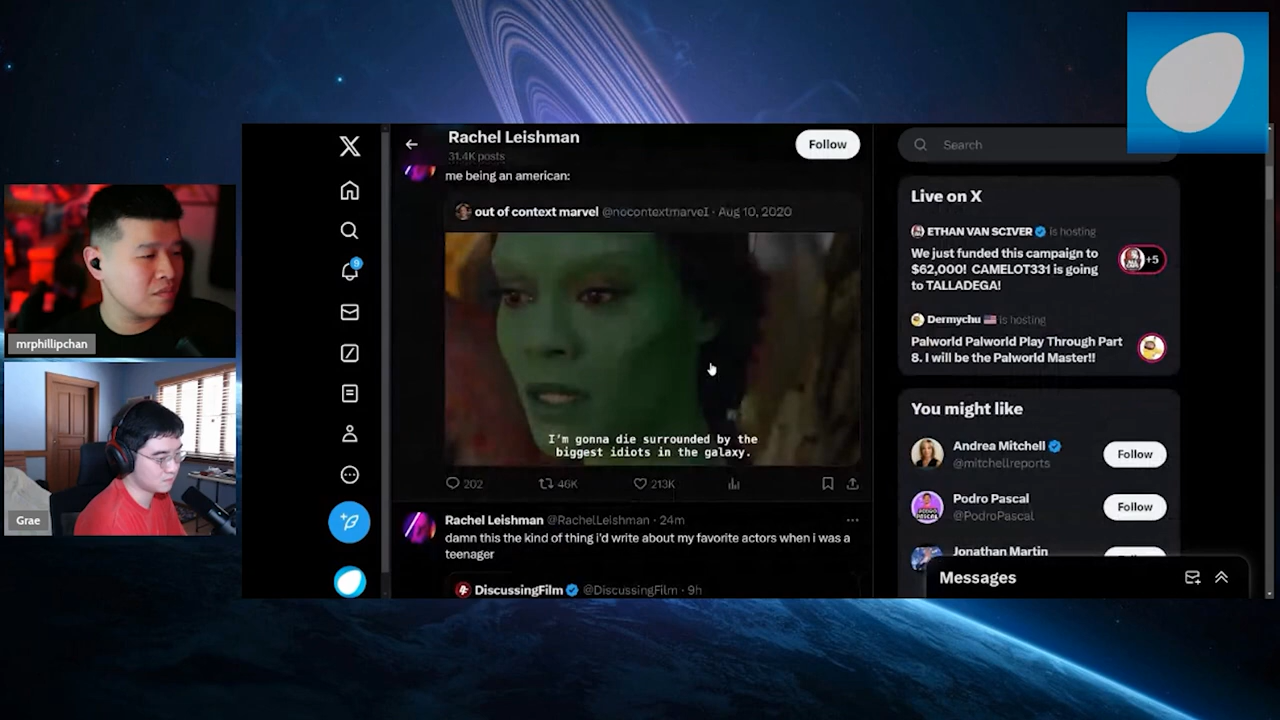 Rachel Leishman
31.4K posts
Follow
Search
me being an american:
out of context marvel @nocontextmarvel · Aug 10, 2020
I'm gonna die surrounded by the
biggest idiots in the galaxy.
202
46K
213K
Rachel Leishman @RachelLeishman · 24m
damn this the kind of thing i'd write about my favorite actors when i was a
teenager
DiscussingFilm @DiscussingFilm · 9h
9
Live on X
ETHAN VAN SCIVER is hosting
We just funded this campaign to
$62,000! CAMELOT331 is going
to TALLADEGA!
+5
Dermychu is hosting
Palworld Palworld Play Through Part
8. I will be the Palworld Master!!
You might like
Andrea Mitchell
@mitchellreports
Follow
Podro Pascal
@PodroPascal
Follow
Jonathan Martin
Messages
mrphillipchan
Grae